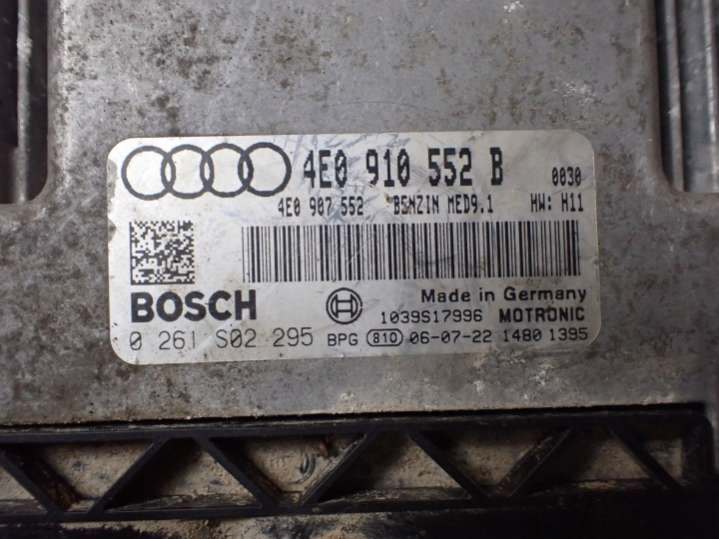 4E0 910 552 B 0030
4E0 907 552 BENZIN MED9.1 HW: H11
BOSCH
Made in Germany
1039S17996 MOTRONIC
0 261 S02 295 BPG 810 06-07-22 1480 1395